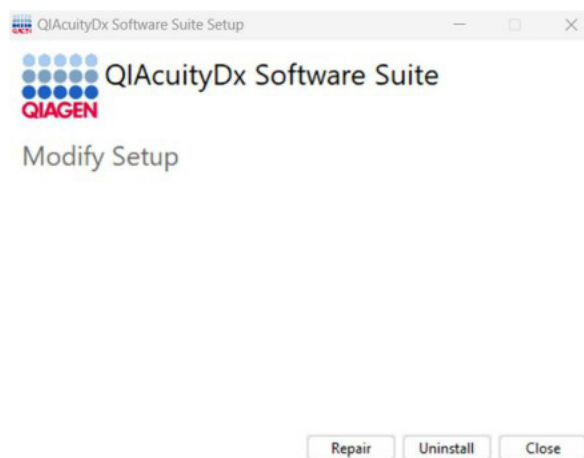 QIAcuityDx Software Suite Setup
QIAcuityDx Software Suite
QIAGEN
Modify Setup
Repair Uninstall Close